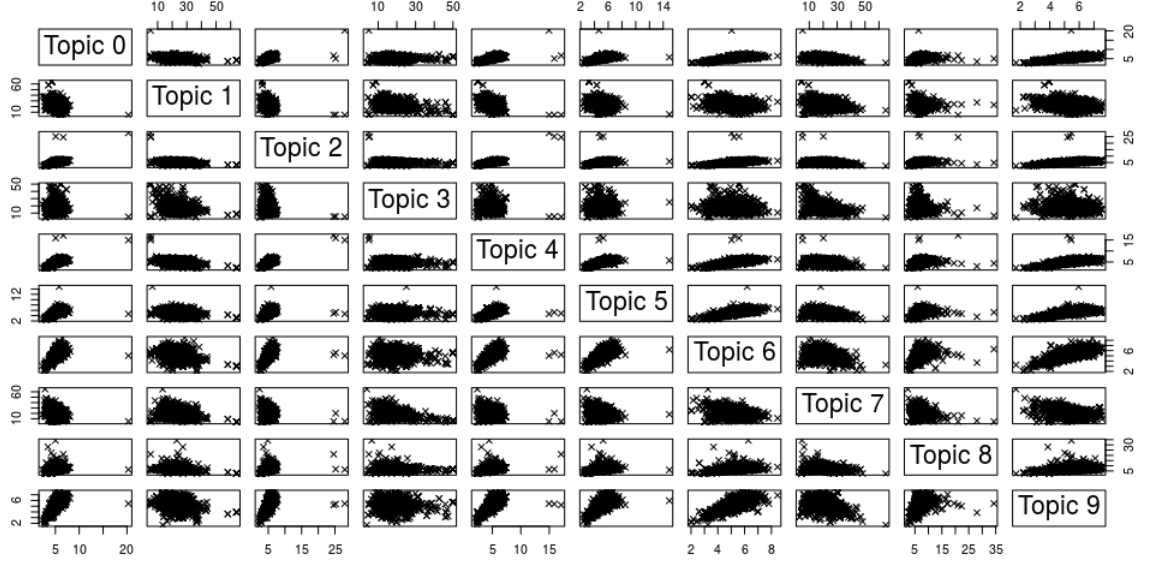 10 30 50
10 30 50
2 6 10 14
10 30 50
2 4 6
Topic 0
5 20
10 60
Topic 1
Topic 2
5 25
10 50
Topic 3
Topic 4
5 15
2 12
Topic 5
Topic 6
2 6
10 60
Topic 7
Topic 8
5 30
2 6
Topic 9
5 10 20
5 15 25
5 10 15
2 4 6 8
5 15 25 35